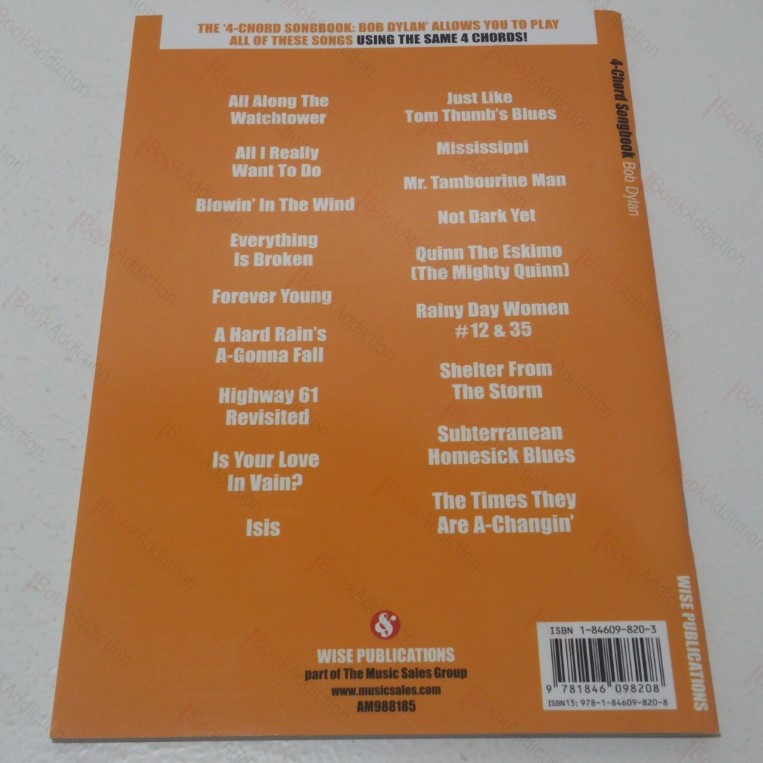 THE '4-CHORD SONGBOOK: BOB DYLAN' ALLOWS YOU TO PLAY
ALL OF THESE SONGS USING THE SAME 4 CHORDS!
All Along The
Watchtower
All I Really
Want To Do
Blowin' In The Wind
Everything
Is Broken
Forever Young
A Hard Rain's
A-Gonna Fall
Highway 61
Revisited
Is Your Love
In Vain?
Isis
Just Like
Tom Thumb's Blues
Mississippi
Mr. Tambourine Man
Not Dark Yet
Quinn The Eskimo
(The Mighty Quinn)
Rainy Day Women
#12 & 35
Shelter From
The Storm
Subterranean
Homesick Blues
The Times They
Are A-Changin'
WISE PUBLICATIONS
part of The Music Sales Group
www.musicsales.com
AM988185
ISBN 1-84609-820-3
9 781846 098208
ISBN13: 978-1-84609-820-8
4-Chord Songbook Bob Dylan
WISE PUBLICATIONS
iBookAddiction